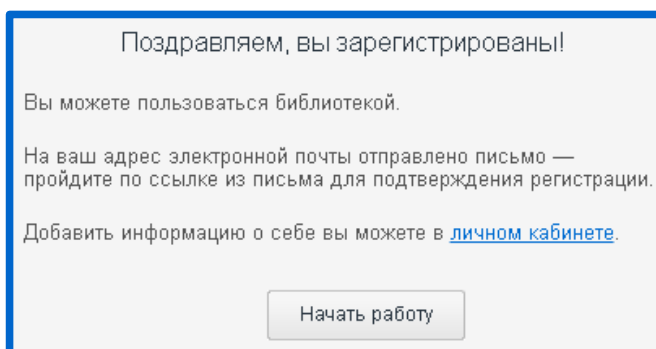 Поздравляем, вы зарегистрированы!
Вы можете пользоваться библиотекой.
На ваш адрес электронной почты отправлено письмо —
пройдите по ссылке из письма для подтверждения регистрации.
Добавить информацию о себе вы можете в личном кабинете.
Начать работу